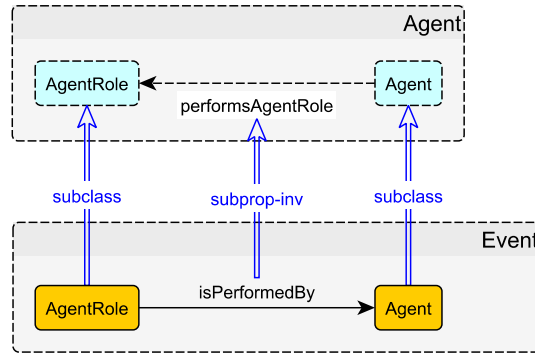 Agent
AgentRole
Agent
performsAgentRole
subclass
subprop-inv
subclass
Event
isPerformedBy
AgentRole
Agent